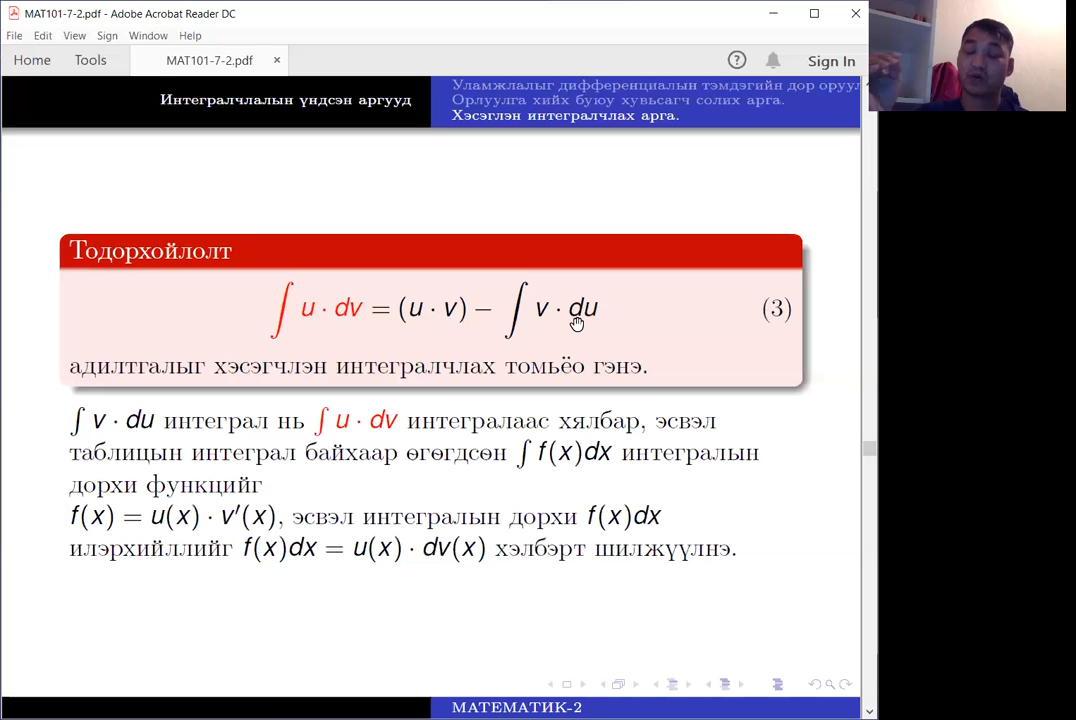 MAT101-7-2.pdf - Adobe Acrobat Reader DC
File Edit View Sign Window Help
Home Tools MAT101-7-2.pdf × ? Sign In
Интегралчлалын үндсэн аргууд
Уламжлалыг дифференциалын тэмдэгийн дор оруул
Орлуулга хийх буюу хувьсагч солих арга.
Хэсэглэн интегралчлах арга.
Тодорхойлолт
∫ u · dv = (u · v) − ∫ v · du (3)
адилтгалыг хэсэгчлэн интегралчлах томьёо гэнэ.
∫ v · du интеграл нь ∫ u · dv интегралаас хялбар, эсвэл
таблицын интеграл байхаар өгөгдсөн ∫ f(x)dx интегралын
дорхи функцийг
f(x) = u(x) · v′(x), эсвэл интегралын дорхи f(x)dx
илэрхийллийг f(x)dx = u(x) · dv(x) хэлбэрт шилжүүлнэ.
МАТЕМАТИК-2